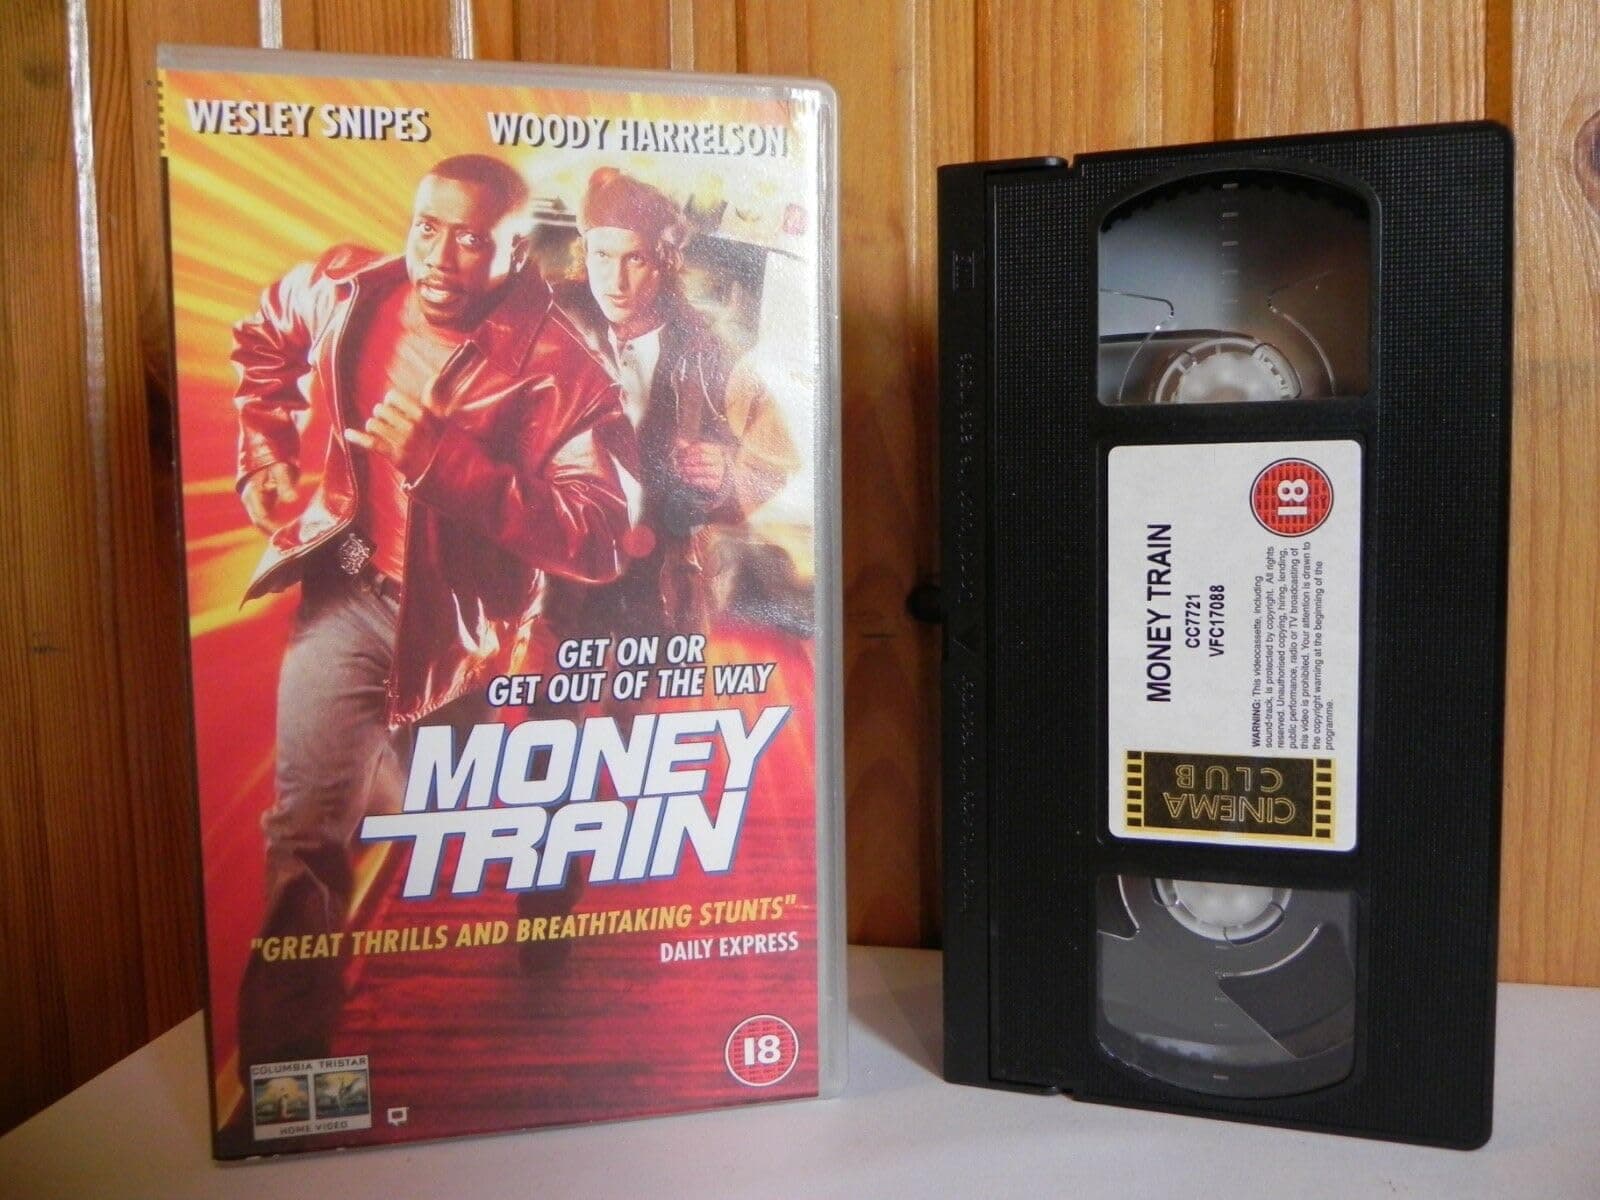 WESLEY SNIPES
WOODY HARRELSON
GET ON OR
GET OUT OF THE WAY
MONEY
TRAIN
"GREAT THRILLS AND BREATHTAKING STUNTS"
DAILY EXPRESS
18
COLUMBIA TRISTAR
HOME VIDEO
18
MONEY TRAIN
CC7721
VFC17088
WARNING: This videocassette, including
sound-track, is protected by copyright. All rights
reserved. Unauthorised copying, hiring, lending,
public performance, radio or TV broadcasting of
this video is prohibited. Your attention is drawn to
the copyright warning at the beginning of the
programme.
CINEMA
CLUB